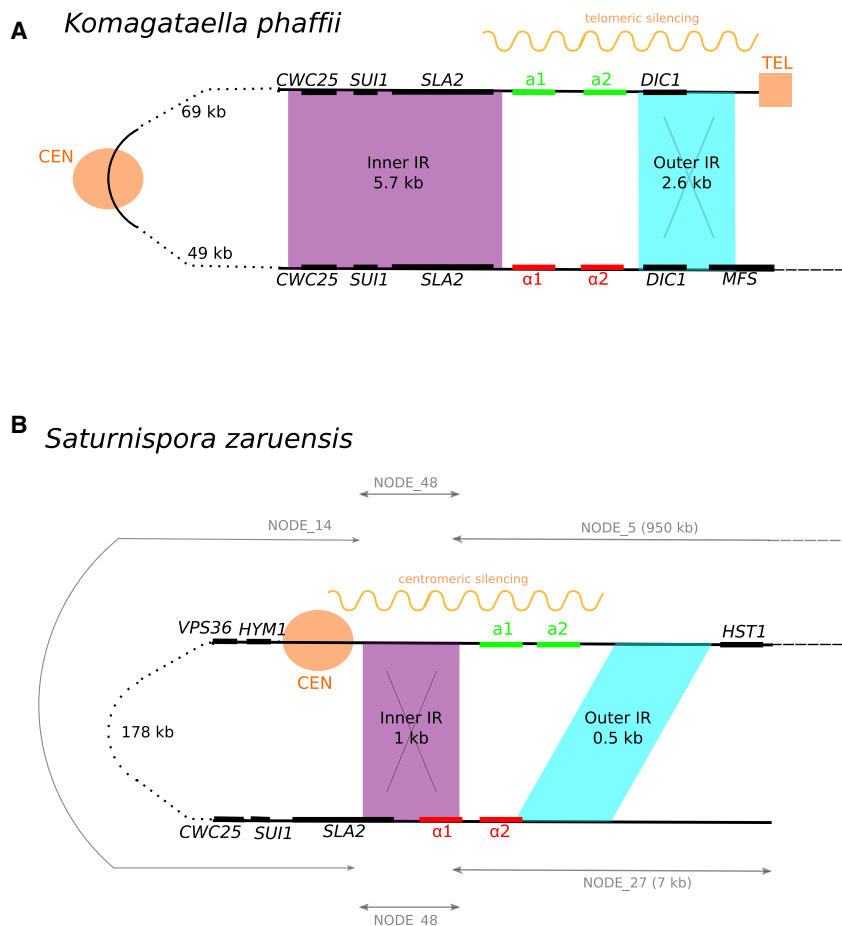 A
Komagataella phaffii
telomeric silencing
TEL
CWC25 SUI1 SLA2 a1 a2 DIC1
69 kb
CEN
Inner IR
5.7 kb
Outer IR
2.6 kb
49 kb
CWC25 SUI1 SLA2 α1 α2 DIC1 MFS
B
Saturnispora zaruensis
NODE_48
NODE_14
NODE_5 (950 kb)
centromeric silencing
VPS36 HYM1 a1 a2 HST1
CEN
178 kb
Inner IR
1 kb
Outer IR
0.5 kb
CWC25 SUI1 SLA2 α1 α2
NODE_27 (7 kb)
NODE_48